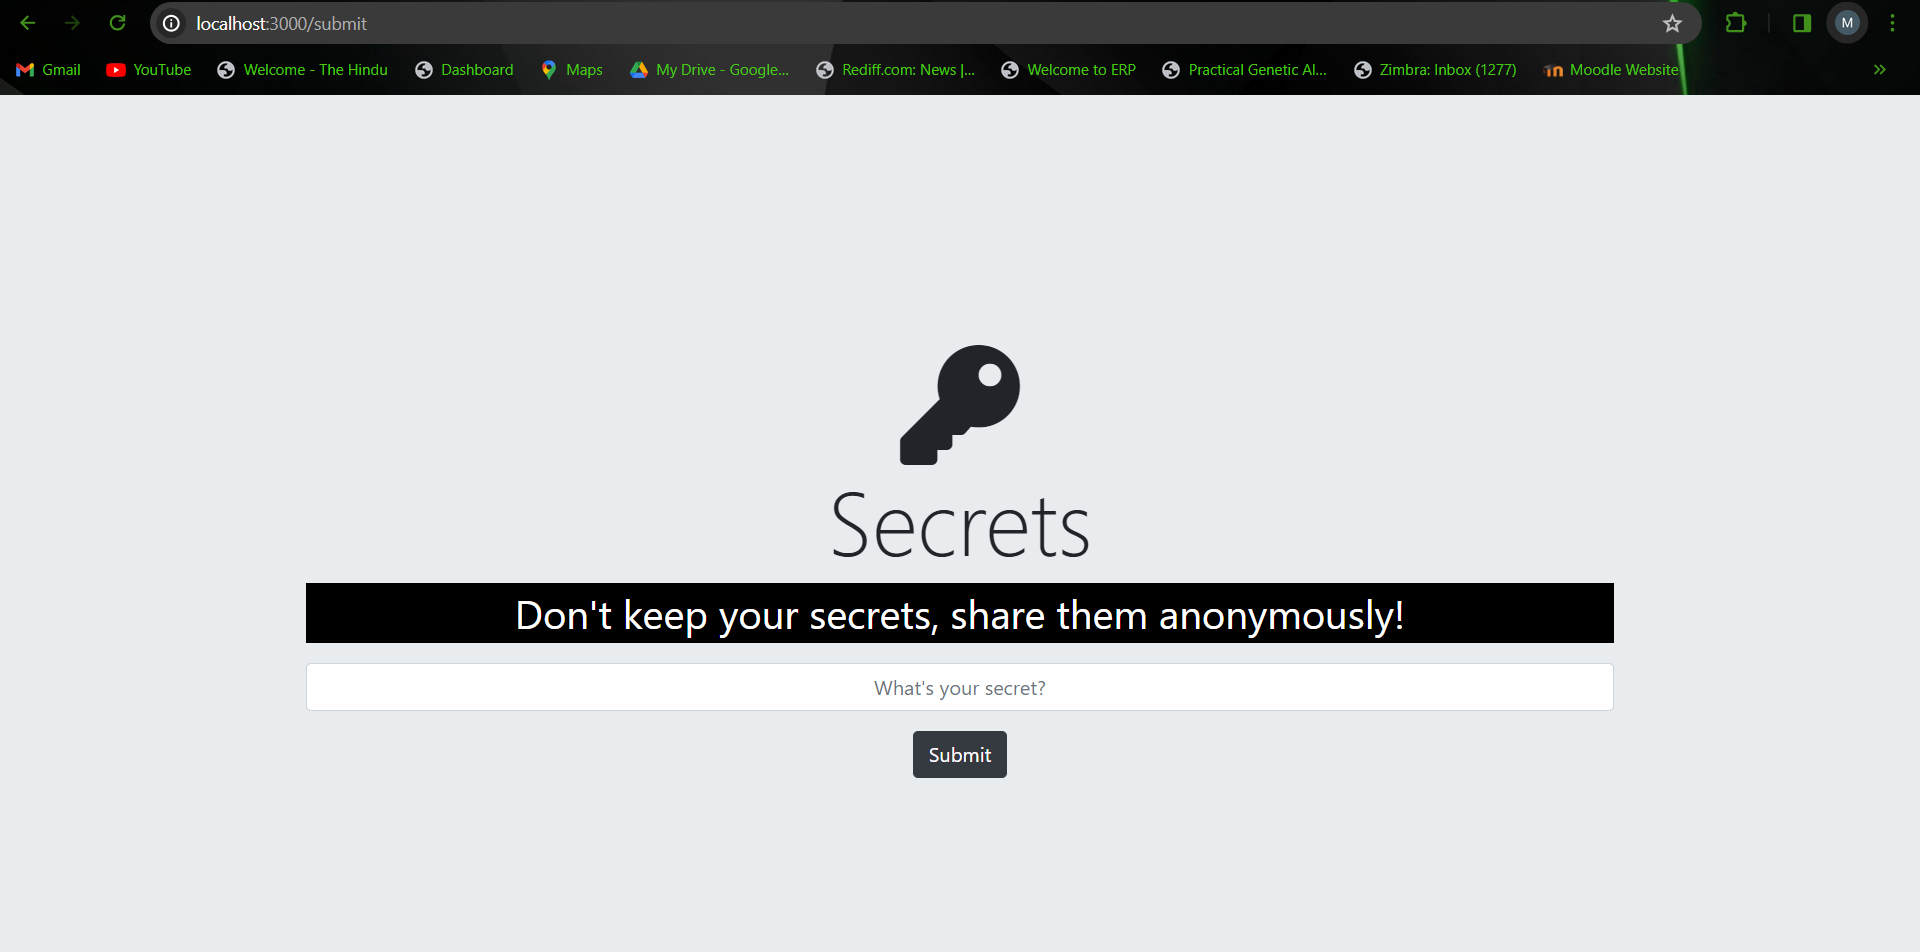 localhost:3000/submit
M
Gmail YouTube Welcome - The Hindu Dashboard Maps My Drive - Google... Rediff.com: News |... Welcome to ERP Practical Genetic Al... Zimbra: Inbox (1277) Moodle Website
Secrets
Don't keep your secrets, share them anonymously!
What's your secret?
Submit